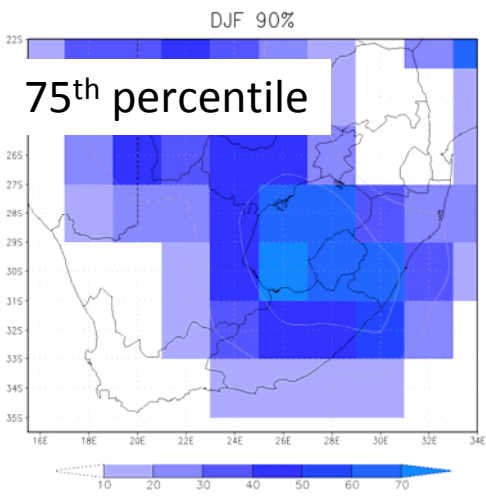 DJF 90%
22S
75th percentile
26S
27S
28S
29S
30S
31S
32S
33S
34S
35S
16E 18E 20E 22E 24E 26E 28E 30E 32E 34E
10 20 30 40 50 60 70